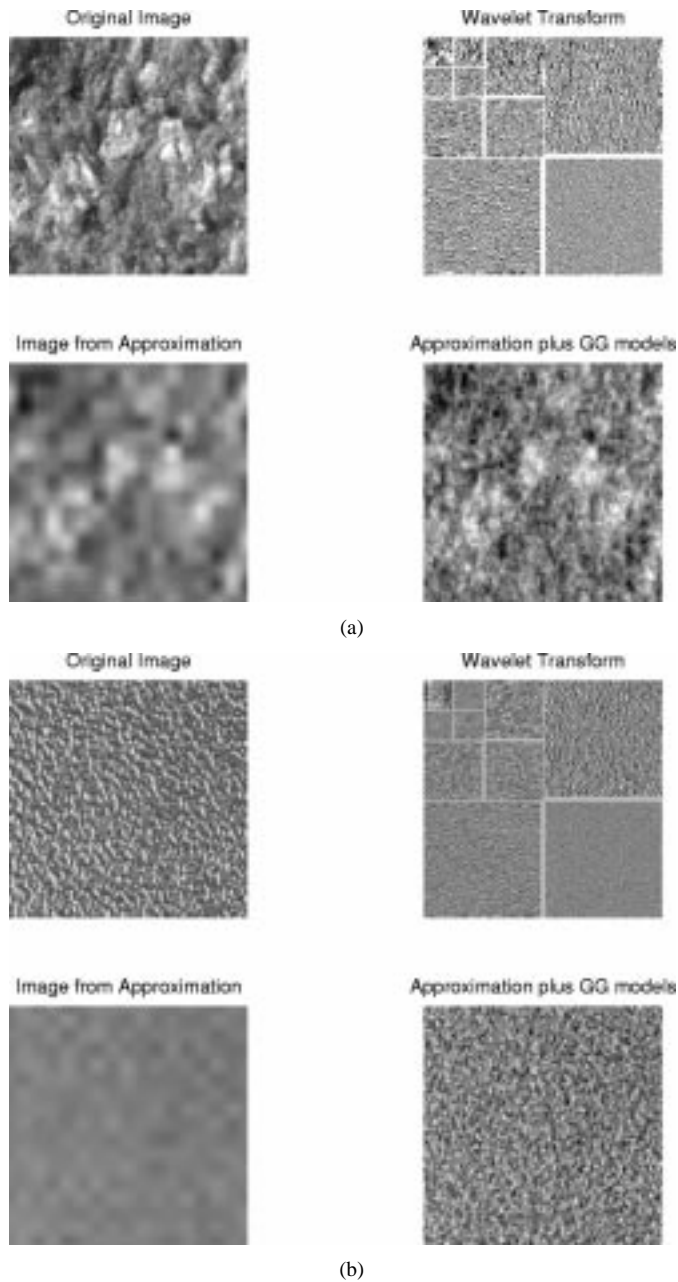 Original Image
Wavelet Transform
Image from Approximation
Approximation plus GG models
(a)
Original Image
Wavelet Transform
Image from Approximation
Approximation plus GG models
(b)